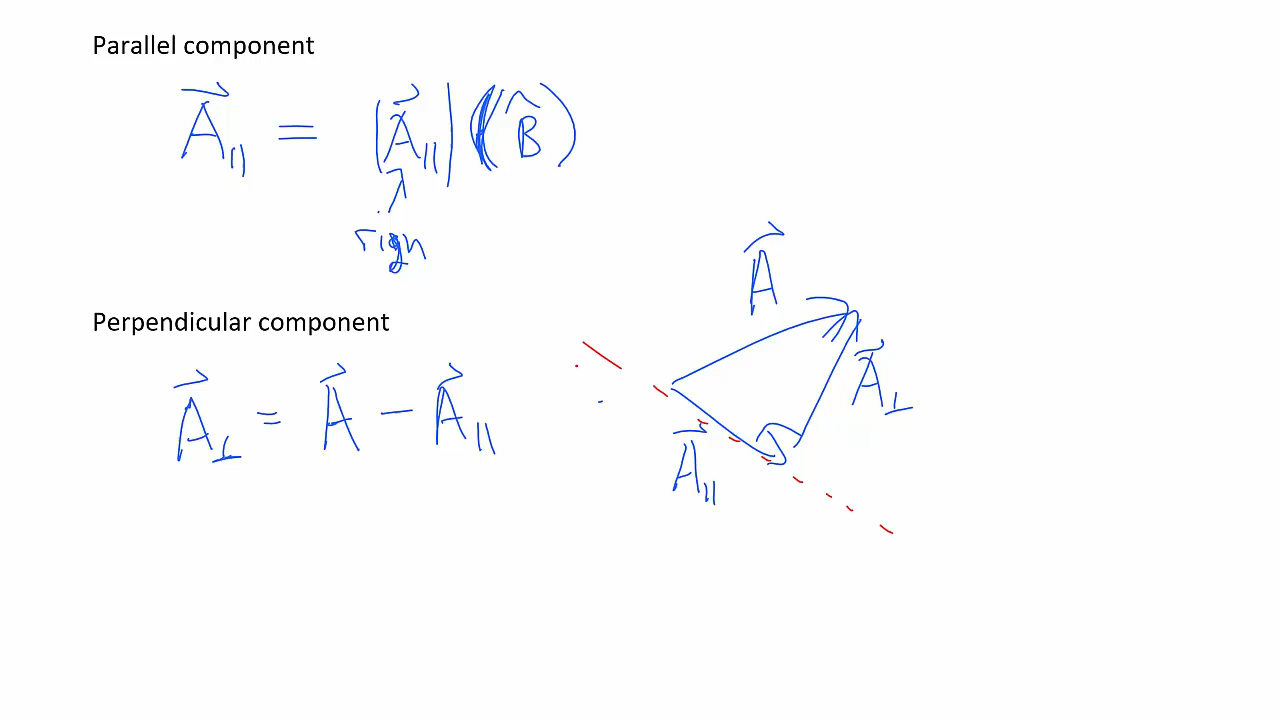 Parallel component
A⃗∥ = |A⃗∥| (B̂)
sign
Perpendicular component
A⃗⊥ = A⃗ − A⃗∥
A⃗
A⃗⊥
A⃗∥